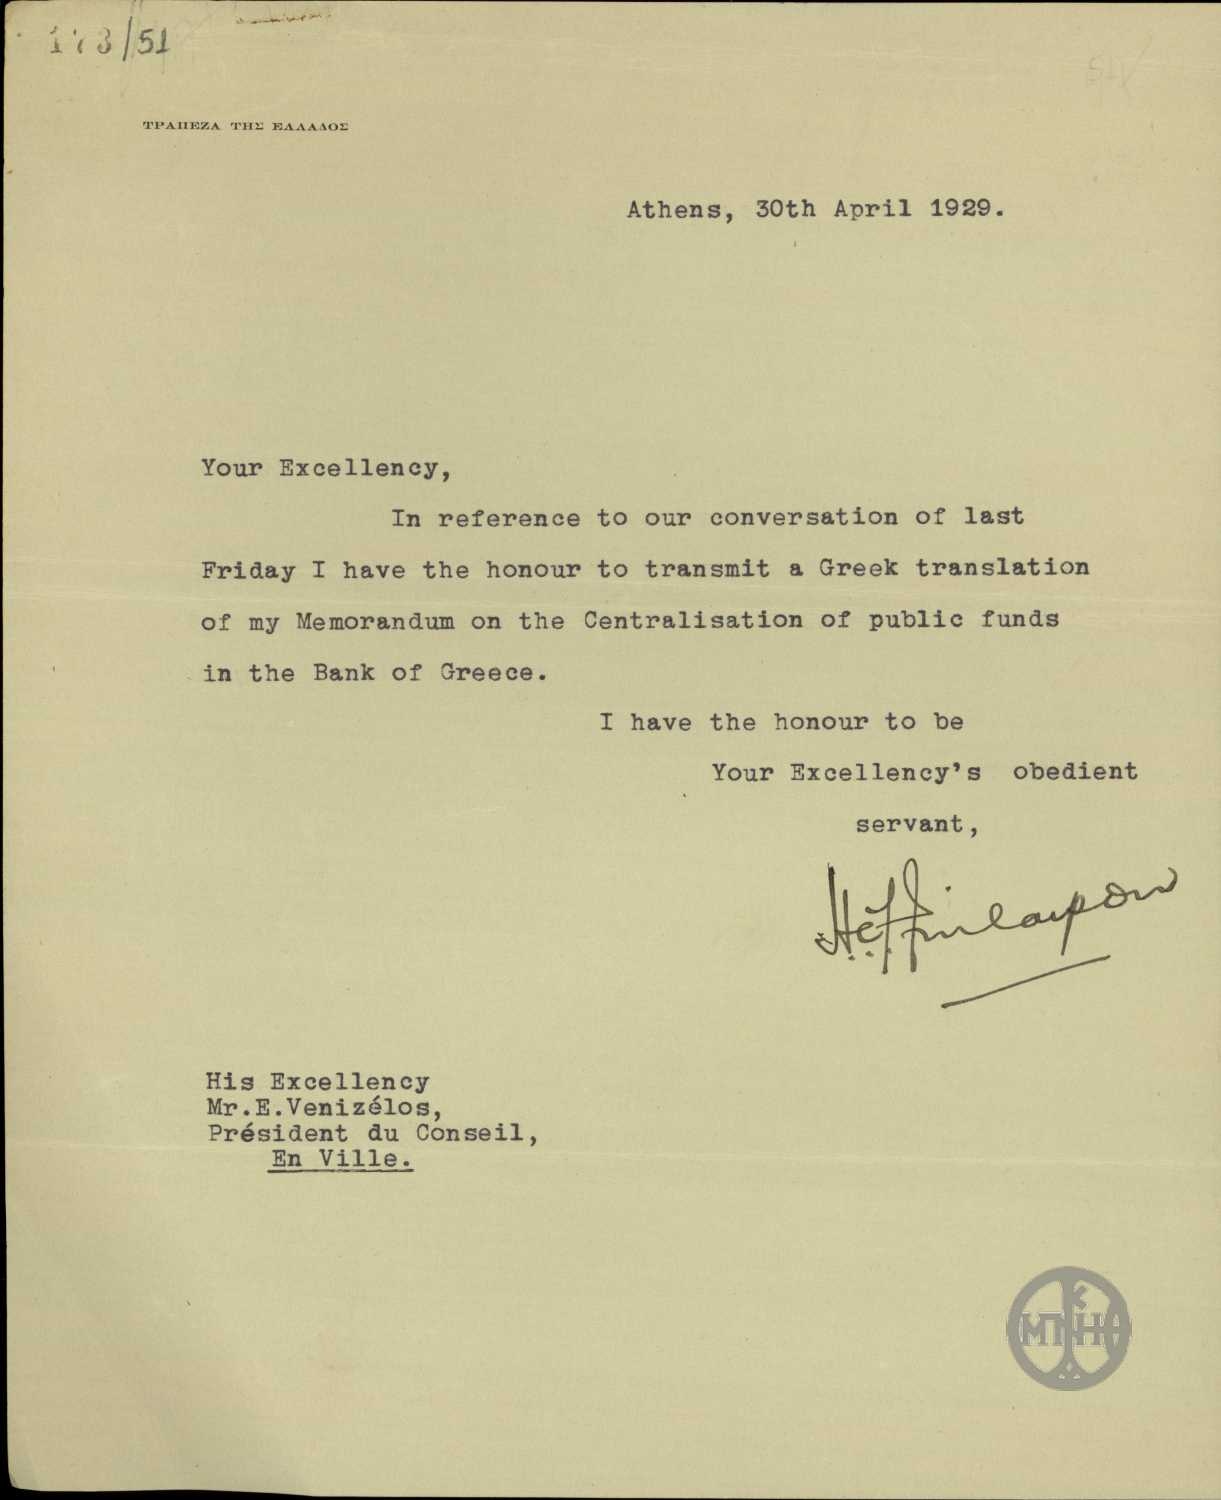 173/51
ΤΡΑΠΕΖΑ ΤΗΣ ΕΛΛΑΔΟΣ
Athens, 30th April 1929.
Your Excellency,
In reference to our conversation of last
Friday I have the honour to transmit a Greek translation
of my Memorandum on the Centralisation of public funds
in the Bank of Greece.
I have the honour to be
Your Excellency's obedient
servant,
H.C.F. Finlayson
His Excellency
Mr.E.Venizélos,
Président du Conseil,
En Ville.